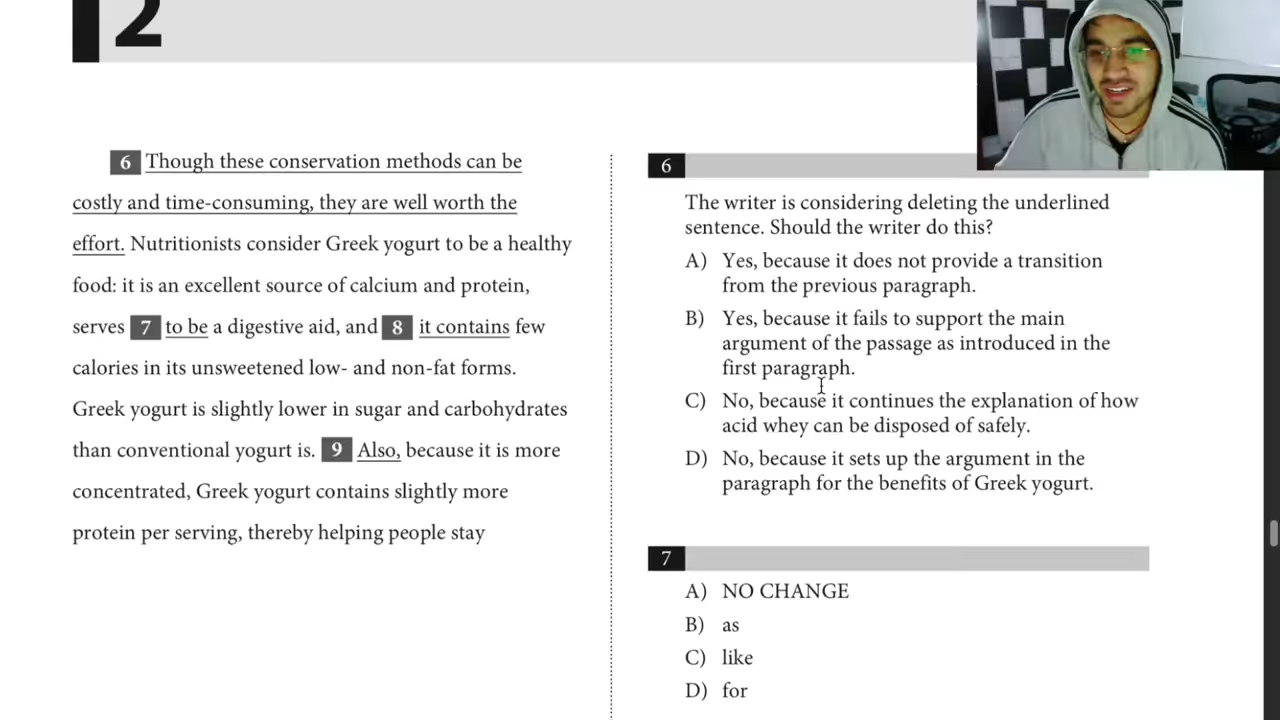 2
6 Though these conservation methods can be
costly and time-consuming, they are well worth the
effort. Nutritionists consider Greek yogurt to be a healthy
food: it is an excellent source of calcium and protein,
serves 7 to be a digestive aid, and 8 it contains few
calories in its unsweetened low- and non-fat forms.
Greek yogurt is slightly lower in sugar and carbohydrates
than conventional yogurt is. 9 Also, because it is more
concentrated, Greek yogurt contains slightly more
protein per serving, thereby helping people stay
6
The writer is considering deleting the underlined
sentence. Should the writer do this?
A) Yes, because it does not provide a transition
from the previous paragraph.
B) Yes, because it fails to support the main
argument of the passage as introduced in the
first paragraph.
C) No, because it continues the explanation of how
acid whey can be disposed of safely.
D) No, because it sets up the argument in the
paragraph for the benefits of Greek yogurt.
7
A) NO CHANGE
B) as
C) like
D) for